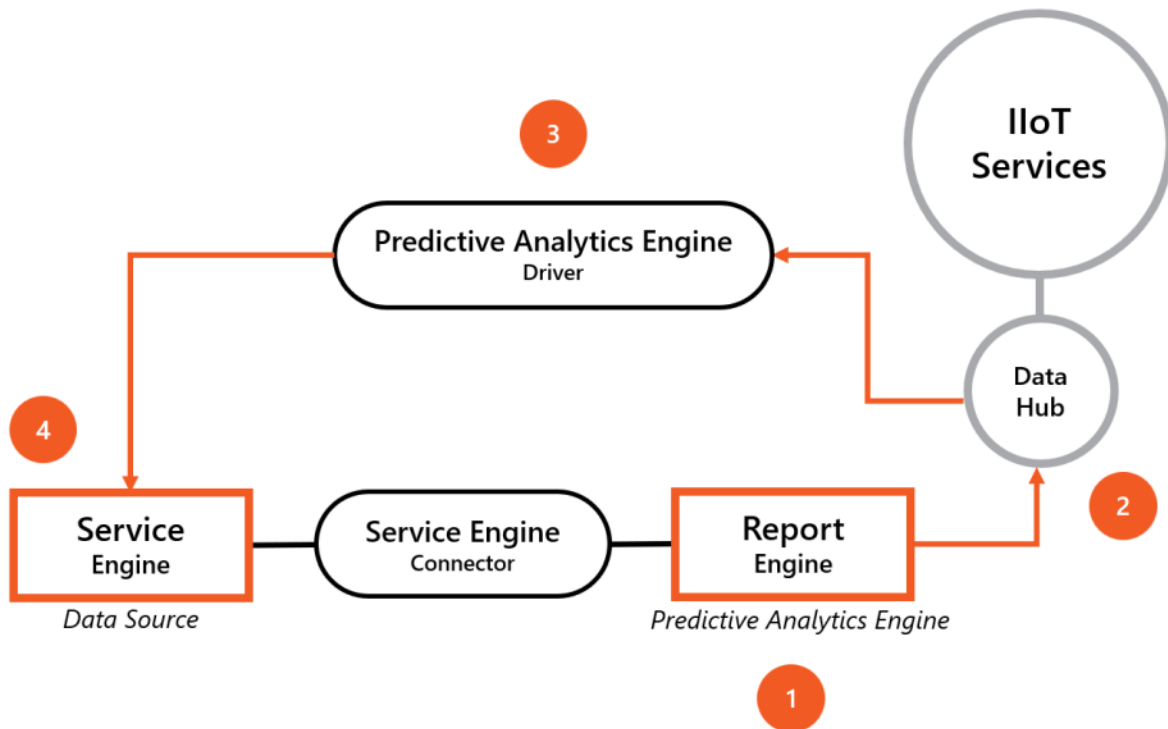 IIoT
Services
3
Predictive Analytics Engine
Driver
Data
Hub
4
Service
Engine
Data Source
Service Engine
Connector
Report
Engine
Predictive Analytics Engine
2
1